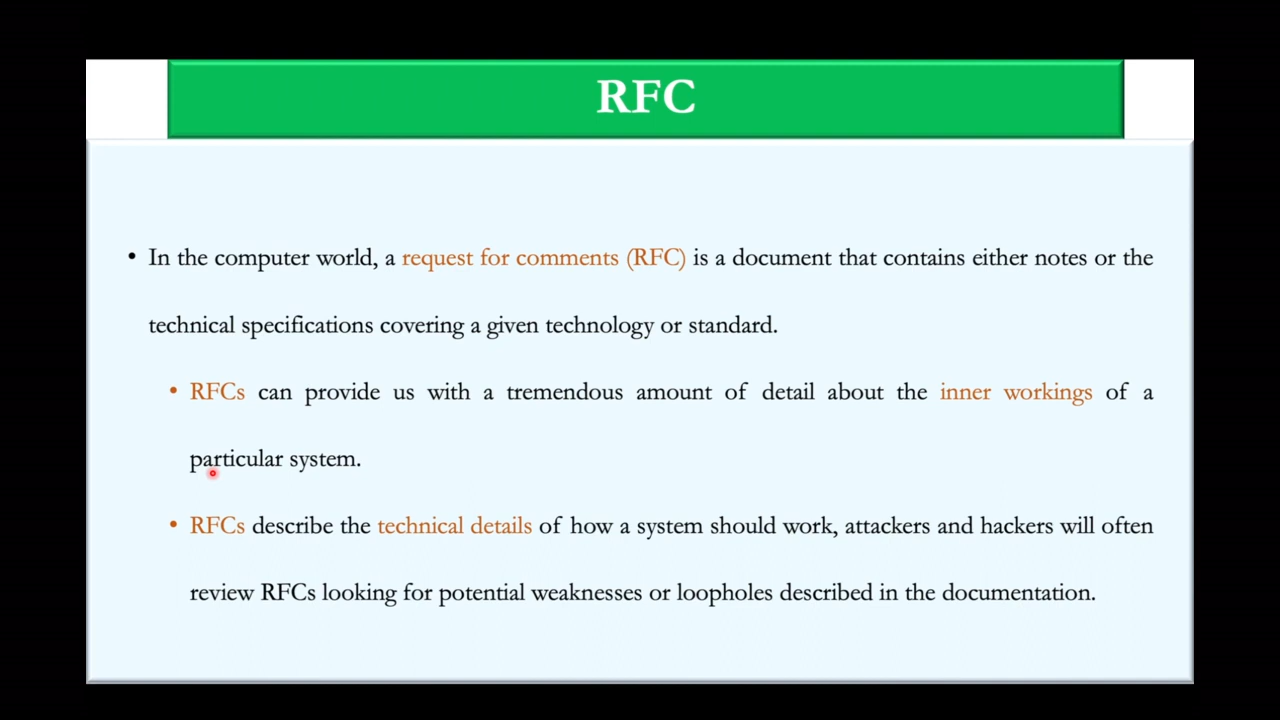 RFC
• In the computer world, a request for comments (RFC) is a document that contains either notes or the
technical specifications covering a given technology or standard.
• RFCs can provide us with a tremendous amount of detail about the inner workings of a
particular system.
• RFCs describe the technical details of how a system should work, attackers and hackers will often
review RFCs looking for potential weaknesses or loopholes described in the documentation.